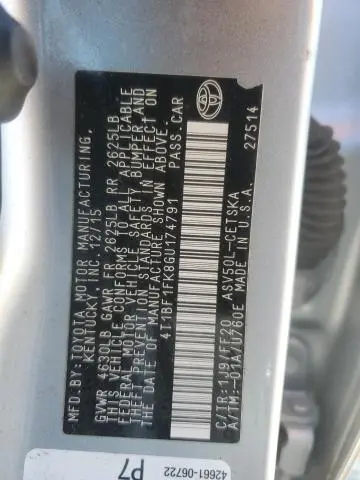 MFD. BY: TOYOTA MOTOR MANUFACTURING,
KENTUCKY, INC. 12/15
GVWR 4630LB GAWR FR 2625LB RR 2625LB
THIS VEHICLE CONFORMS TO ALL APPLICABLE
FEDERAL MOTOR VEHICLE SAFETY, BUMPER, AND
THEFT PREVENTION STANDARDS IN EFFECT ON
THE DATE OF MANUFACTURE SHOWN ABOVE.
4T1BF1FK8GU174791 PASS.CAR
C/TR:1J9/FF20 ASV50L-CETSKA
A/TM:-01A/U760E MADE IN U.S.A. 27514
42661-06722
P7